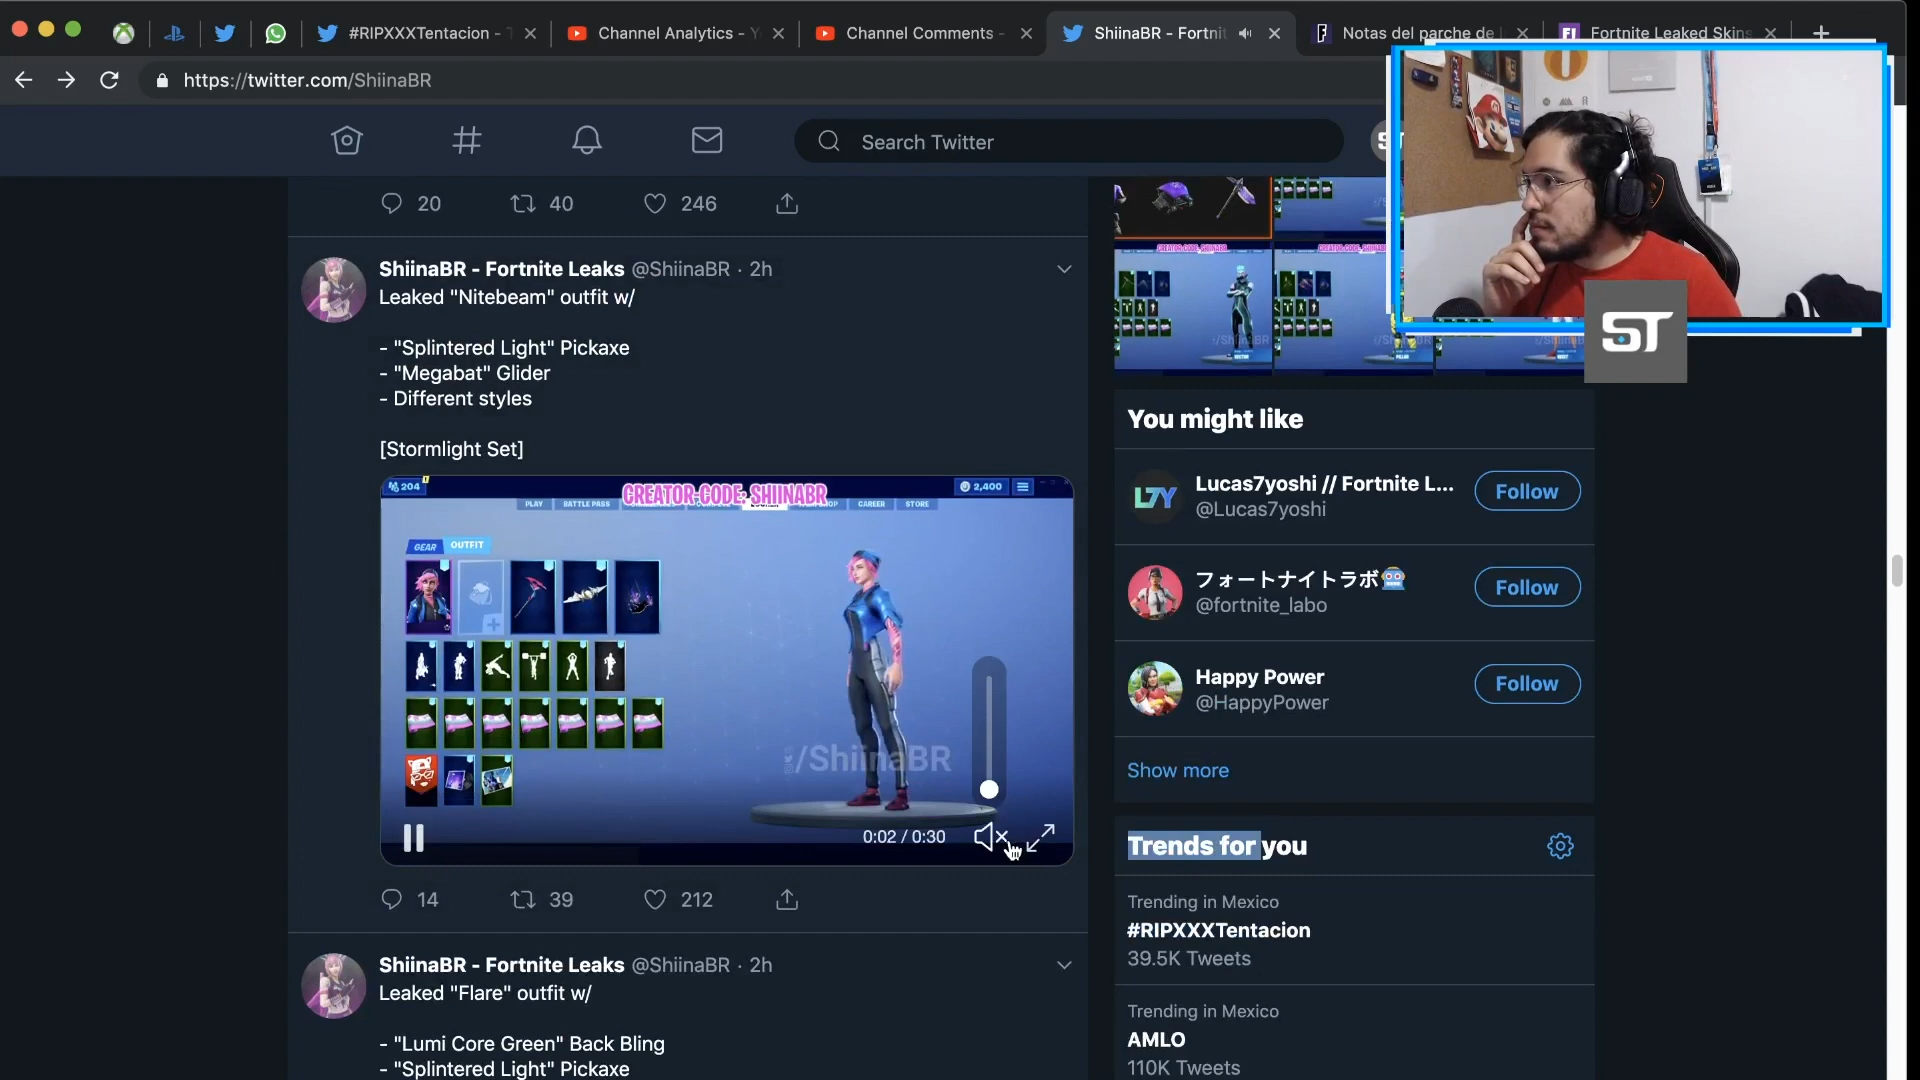 #RIPXXXTentacion -
Channel Analytics -
Channel Comments -
ShiinaBR - Fortnit
Notas del parche de
Fortnite Leaked Skins
https://twitter.com/ShiinaBR
Search Twitter
20
40
246
ShiinaBR - Fortnite Leaks @ShiinaBR · 2h
Leaked "Nitebeam" outfit w/
- "Splintered Light" Pickaxe
- "Megabat" Glider
- Different styles
[Stormlight Set]
204
CREATOR-CODE: SHIINABR
2,400
PLAY
BATTLE PASS
CAREER
STORE
GEAR
OUTFIT
/ShiinaBR
0:02 / 0:30
14
39
212
ShiinaBR - Fortnite Leaks @ShiinaBR · 2h
Leaked "Flare" outfit w/
- "Lumi Core Green" Back Bling
- "Splintered Light" Pickaxe
ST
You might like
L7Y
Lucas7yoshi // Fortnite L...
@Lucas7yoshi
Follow
フォートナイトラボ
@fortnite_labo
Follow
Happy Power
@HappyPower
Follow
Show more
Trends for you
Trending in Mexico
#RIPXXXTentacion
39.5K Tweets
Trending in Mexico
AMLO
110K Tweets